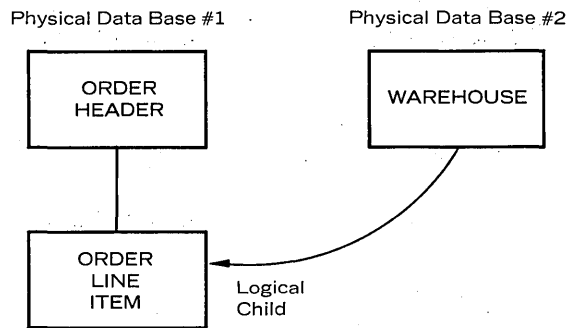 Physical Data Base #1
Physical Data Base #2
ORDER
HEADER
WAREHOUSE
ORDER
LINE
ITEM
Logical
Child